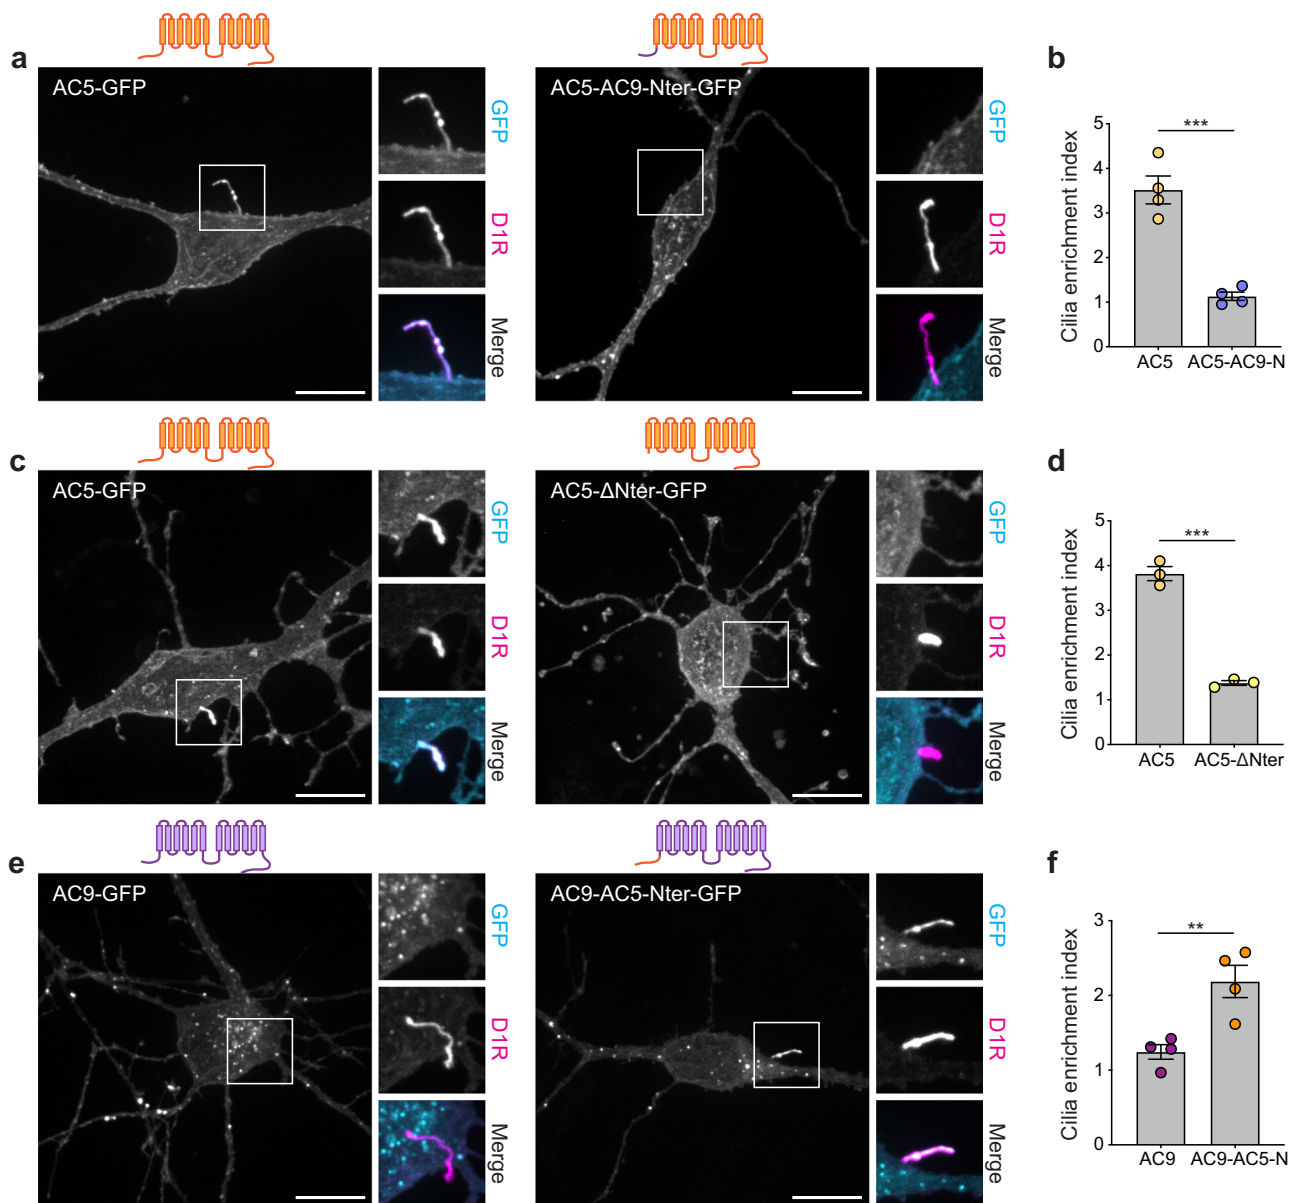 a
AC5-GFP
GFP
D1R
Merge
AC5-AC9-Nter-GFP
GFP
D1R
Merge
b
Cilia enrichment index
5
4
3
2
1
0
***
AC5
AC5-AC9-N
c
AC5-GFP
GFP
D1R
Merge
AC5-ΔNter-GFP
GFP
D1R
Merge
d
Cilia enrichment index
5
4
3
2
1
0
***
AC5
AC5-ΔNter
e
AC9-GFP
GFP
D1R
Merge
AC9-AC5-Nter-GFP
GFP
D1R
Merge
f
Cilia enrichment index
3
2
1
0
**
AC9
AC9-AC5-N